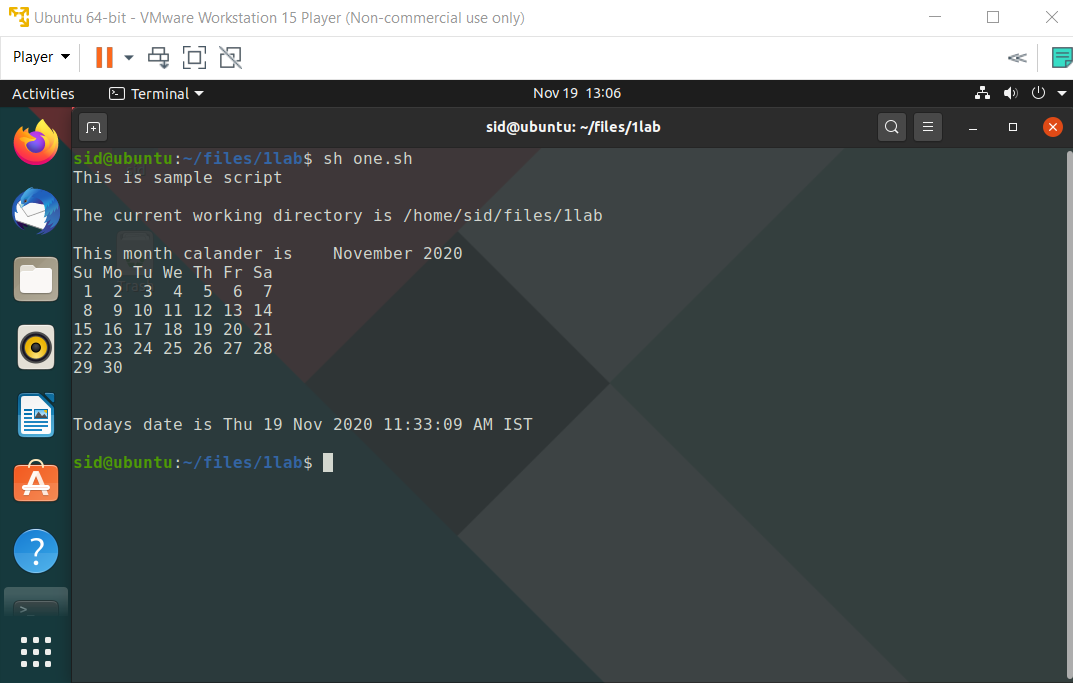 Ubuntu 64-bit - VMware Workstation 15 Player (Non-commercial use only)
Player
Activities Terminal Nov 19 13:06
sid@ubuntu: ~/files/1lab
sid@ubuntu:~/files/1lab$ sh one.sh
This is sample script
The current working directory is /home/sid/files/1lab
This month calander is    November 2020
Su Mo Tu We Th Fr Sa
 1  2  3  4  5  6  7
 8  9 10 11 12 13 14
15 16 17 18 19 20 21
22 23 24 25 26 27 28
29 30
Todays date is Thu 19 Nov 2020 11:33:09 AM IST
sid@ubuntu:~/files/1lab$